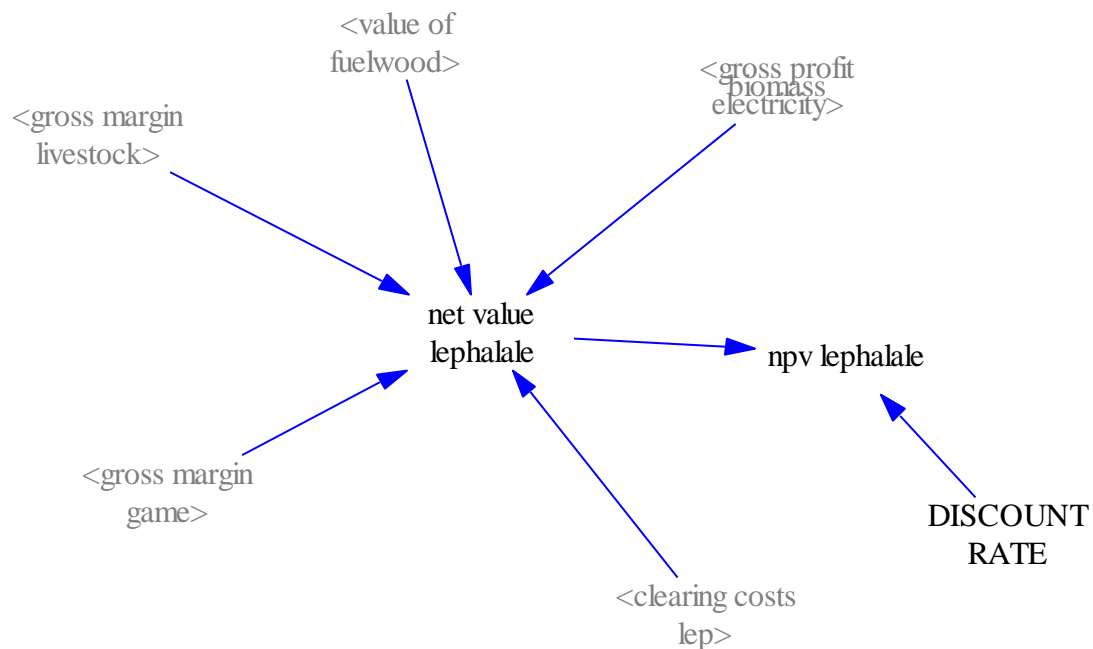 <value of
fuelwood>
<gross profit
biomass
electricity>
<gross margin
livestock>
net value
lephalale
npv lephalale
<gross margin
game>
DISCOUNT
RATE
<clearing costs
lep>